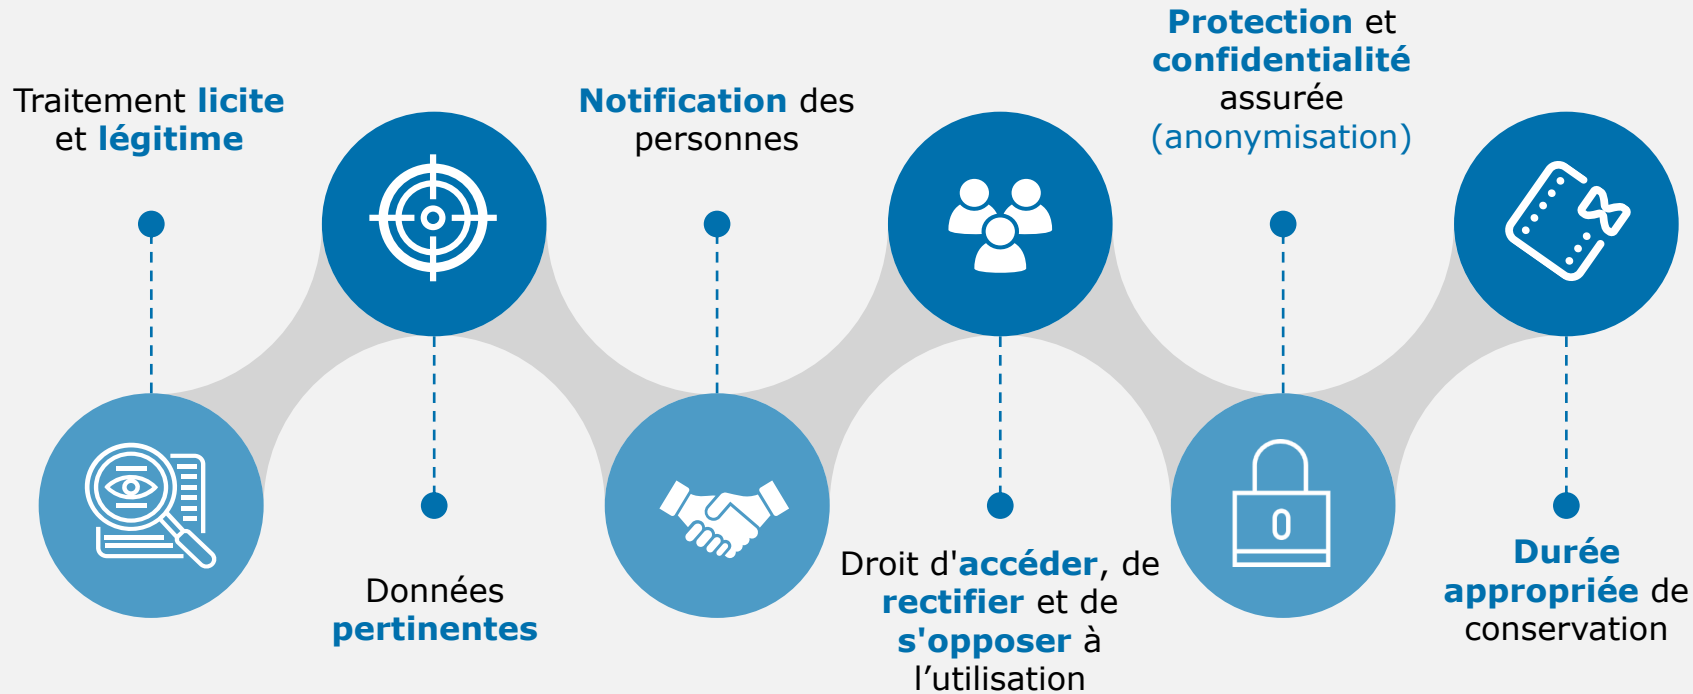 Traitement licite
et légitime
Données
pertinentes
Notification des
personnes
Droit d'accéder, de
rectifier et de
s'opposer à
l’utilisation
Protection et
confidentialité
assurée
(anonymisation)
Durée
appropriée de
conservation